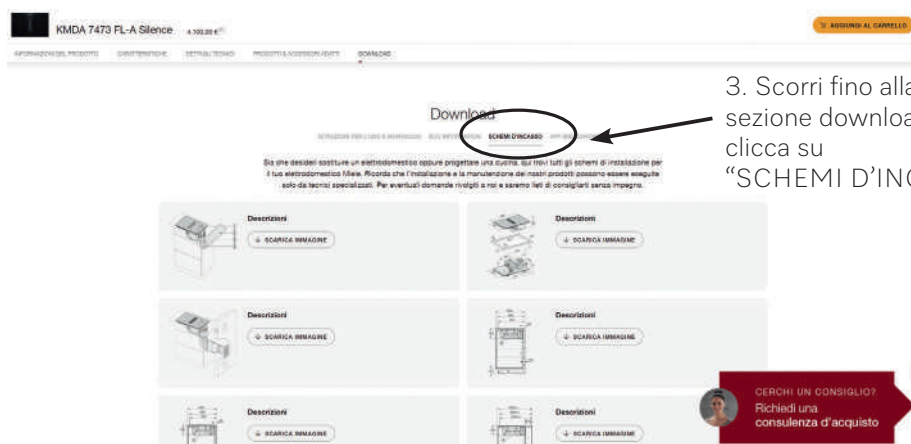 KMDA 7473 FL-A Silence 4.100,00 €
AGGIUNGI AL CARRELLO
INFORMAZIONI DEL PRODOTTO CARATTERISTICHE DETTAGLI TECNICI PRODOTTI & ACCESSORI ADATTI DOWNLOAD
3. Scorri fino alla
sezione downloa
clicca su
“SCHEMI D’INC
Download
SCHEMI D'INCASSO
Sia che desideri sostituire un elettrodomestico oppure progettare una cucina, qui trovi tutti gli schemi di installazione per
il tuo elettrodomestico Miele. Ricorda che l'installazione e la manutenzione dei nostri prodotti possono essere eseguite
solo da tecnici specializzati. Per eventuali domande rivolgiti a noi e saremo lieti di consigliarti senza impegno.
Descrizioni
SCARICA IMMAGINE
Descrizioni
SCARICA IMMAGINE
Descrizioni
SCARICA IMMAGINE
Descrizioni
SCARICA IMMAGINE
Descrizioni
SCARICA IMMAGINE
Descrizioni
SCARICA IMMAGINE
CERCHI UN CONSIGLIO?
Richiedi una
consulenza d'acquisto